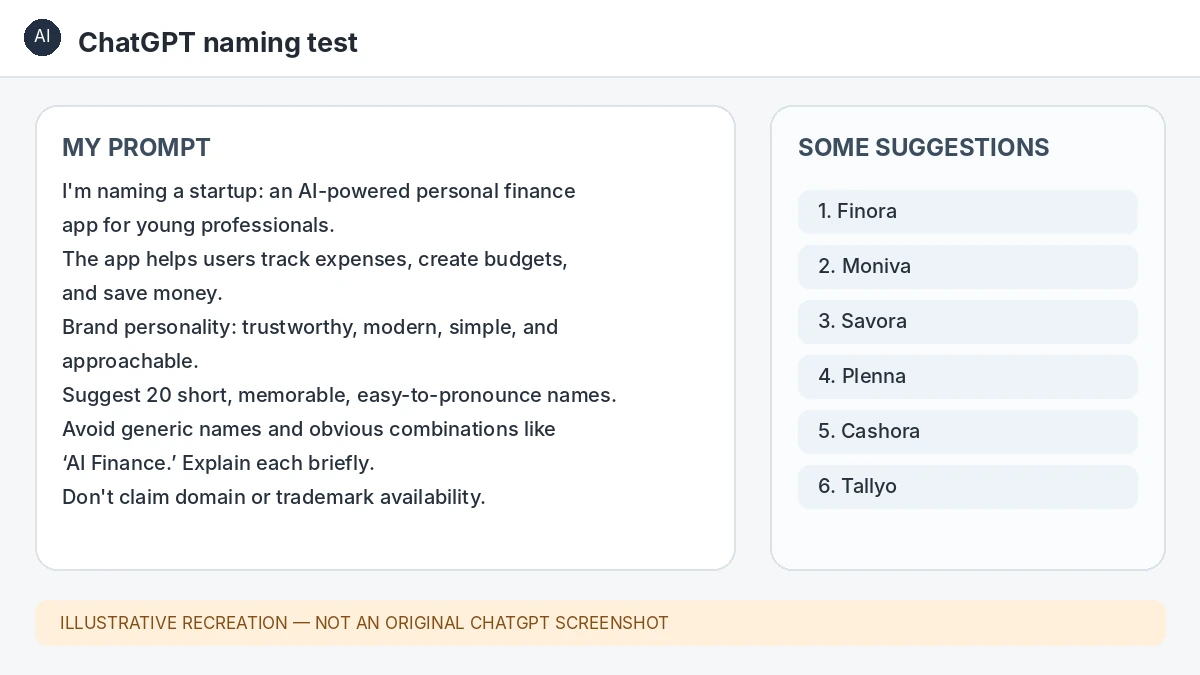 AI
ChatGPT naming test
MY PROMPT
I'm naming a startup: an AI-powered personal finance
app for young professionals.
The app helps users track expenses, create budgets,
and save money.
Brand personality: trustworthy, modern, simple, and
approachable.
Suggest 20 short, memorable, easy-to-pronounce names.
Avoid generic names and obvious combinations like
‘AI Finance.’ Explain each briefly.
Don't claim domain or trademark availability.
SOME SUGGESTIONS
1. Finora
2. Moniva
3. Savora
4. Plenna
5. Cashora
6. Tallyo
ILLUSTRATIVE RECREATION — NOT AN ORIGINAL CHATGPT SCREENSHOT